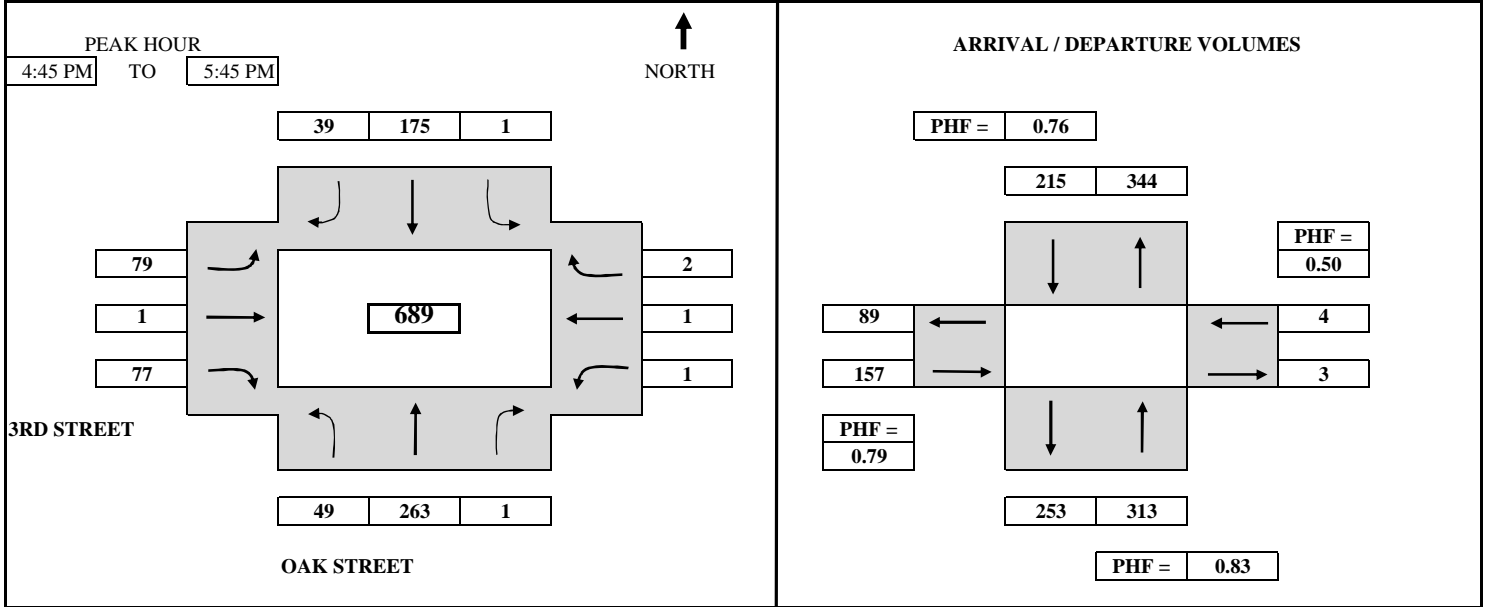 PEAK HOUR
4:45 PM TO 5:45 PM
NORTH
39 175 1
79
1
77
689
2
1
1
3RD STREET
49 263 1
OAK STREET
ARRIVAL / DEPARTURE VOLUMES
PHF = 0.76
215 344
PHF =
0.50
89
157
4
3
PHF =
0.79
253 313
PHF = 0.83